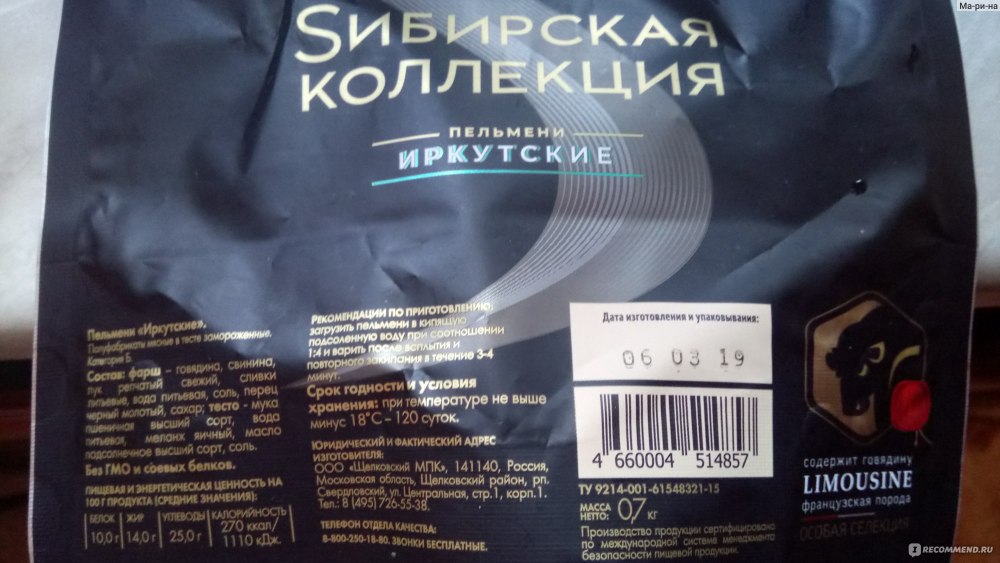 Ма-ри-на
SИБИРСКАЯ
КОЛЛЕКЦИЯ
ПЕЛЬМЕНИ
ИРКУТСКИЕ
Пельмени «Иркутские».
Полуфабрикаты мясные в тесте замороженные.
Категория Б.
Состав: фарш – говядина, свинина,
лук репчатый свежий, сливки
питьевые, вода питьевая, соль, перец
черный молотый, сахар; тесто - мука
пшеничная высший сорт, вода
питьевая, меланж яичный, масло
подсолнечное высший сорт, соль.
Без ГМО и соевых белков.
ПИЩЕВАЯ И ЭНЕРГЕТИЧЕСКАЯ ЦЕННОСТЬ НА
100 Г ПРОДУКТА (СРЕДНИЕ ЗНАЧЕНИЯ):
БЕЛОК ЖИР УГЛЕВОДЫ КАЛОРИЙНОСТЬ
10,0г 14,0г 25,0г 270 ккал/
1110 кДж.
РЕКОМЕНДАЦИИ ПО ПРИГОТОВЛЕНИЮ:
загрузить пельмени в кипящую
подсоленную воду при соотношении
1:4 и варить после всплытия и
повторного закипания в течение 3-4
минут.
Срок годности и условия
хранения: при температуре не выше
минус 18°С – 120 суток.
ЮРИДИЧЕСКИЙ И ФАКТИЧЕСКИЙ АДРЕС
ИЗГОТОВИТЕЛЯ:
ООО «Щелковский МПК», 141140, Россия,
Московская область, Щелковский район, рп.
Свердловский, ул. Центральная, стр.1, корп.1.
Тел.: 8 (495)726-55-38.
ТЕЛЕФОН ОТДЕЛА КАЧЕСТВА:
8-800-250-18-80. ЗВОНКИ БЕСПЛАТНЫЕ.
Дата изготовления и упаковывания:
06 03 19
4 660004 514857
ТУ 9214-001-61548321-15
МАССА
НЕТТО: 0,7 кг
Производство продукции сертифицировано
по международной системе менеджмента
безопасности пищевой продукции.
содержит говядину
LIMOUSINE
французская порода
ОСОБАЯ СЕЛЕКЦИЯ
IRECOMMEND.RU